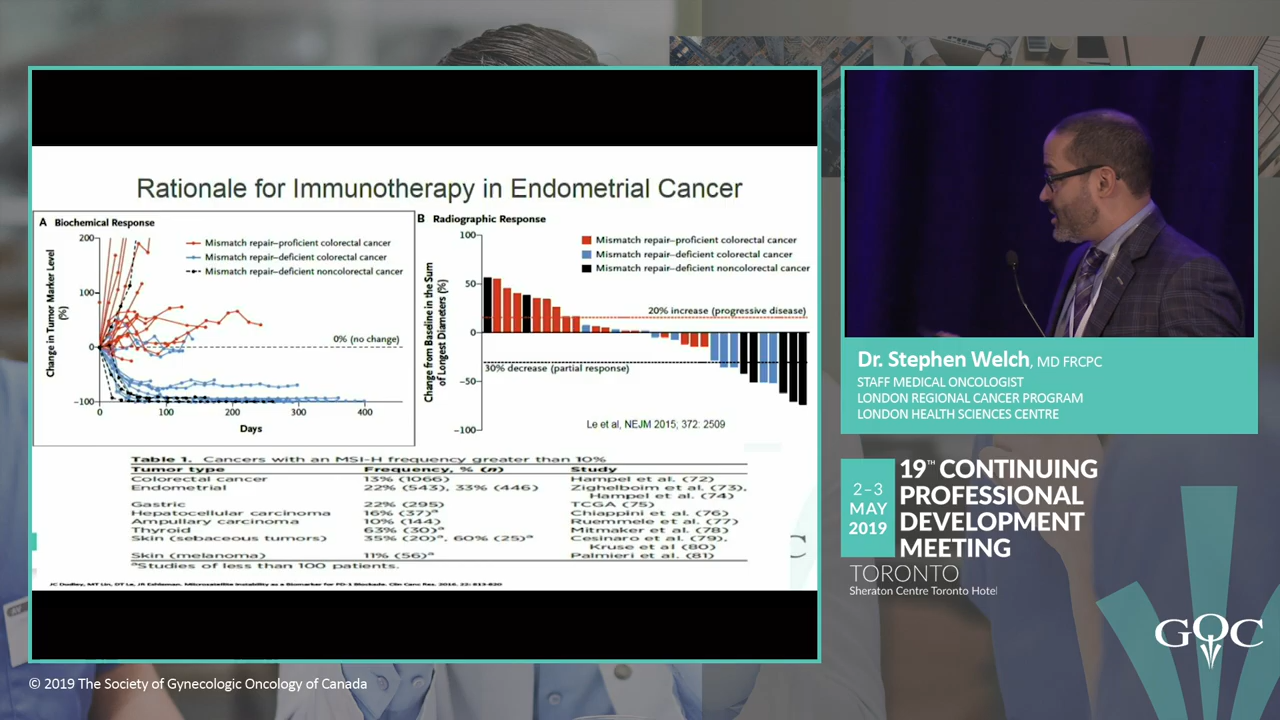 Rationale for Immunotherapy in Endometrial Cancer
A Biochemical Response
Change in Tumor Marker Level
(%)
200
100
0
−100
Mismatch repair–proficient colorectal cancer
Mismatch repair–deficient colorectal cancer
Mismatch repair–deficient noncolorectal cancer
0% (no change)
0 100 200 300 400
Days
B Radiographic Response
Change from Baseline in the Sum
of Longest Diameters (%)
100
50
0
−50
−100
Mismatch repair–proficient colorectal cancer
Mismatch repair–deficient colorectal cancer
Mismatch repair–deficient noncolorectal cancer
20% increase (progressive disease)
30% decrease (partial response)
Le et al, NEJM 2015; 372: 2509
Table 1. Cancers with an MSI-H frequency greater than 10%
Tumor type Frequency, % (n) Study
Colorectal cancer 13% (1066) Hampel et al. (72)
Endometrial 22% (543), 33% (446) Zighelboim et al. (73),
Hampel et al. (74)
Gastric 22% (295) TCGA (75)
Hepatocellular carcinoma 16% (37)a Chiappini et al. (76)
Ampullary carcinoma 10% (144) Ruemmele et al. (77)
Thyroid 63% (30)a Mitmaker et al. (78)
Skin (sebaceous tumors) 35% (20)a, 60% (25)a Cesinaro et al. (79),
Kruse et al (80)
Skin (melanoma) 11% (56)a Palmieri et al. (81)
aStudies of less than 100 patients.
JC Dudley, MT Lin, DT Le, JR Eshleman. Microsatellite Instability as a Biomarker for PD-1 Blockade. Clin Canc Res. 2016. 22: 813-820
Dr. Stephen Welch, MD FRCPC
STAFF MEDICAL ONCOLOGIST
LONDON REGIONAL CANCER PROGRAM
LONDON HEALTH SCIENCES CENTRE
2–3
MAY
2019
19TH CONTINUING
PROFESSIONAL
DEVELOPMENT
MEETING
TORONTO
Sheraton Centre Toronto Hotel
GOC
© 2019 The Society of Gynecologic Oncology of Canada